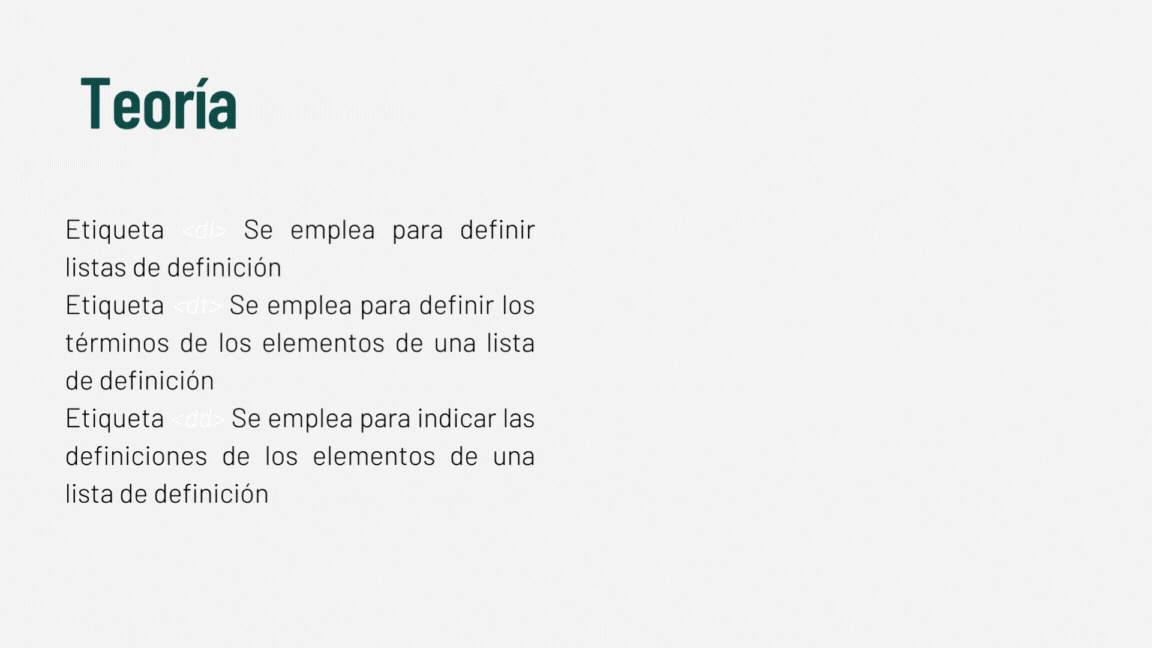 Teoría
Etiqueta <dl> Se emplea para definir
listas de definición
Etiqueta <dt> Se emplea para definir los
términos de los elementos de una lista
de definición
Etiqueta <dd> Se emplea para indicar las
definiciones de los elementos de una
lista de definición